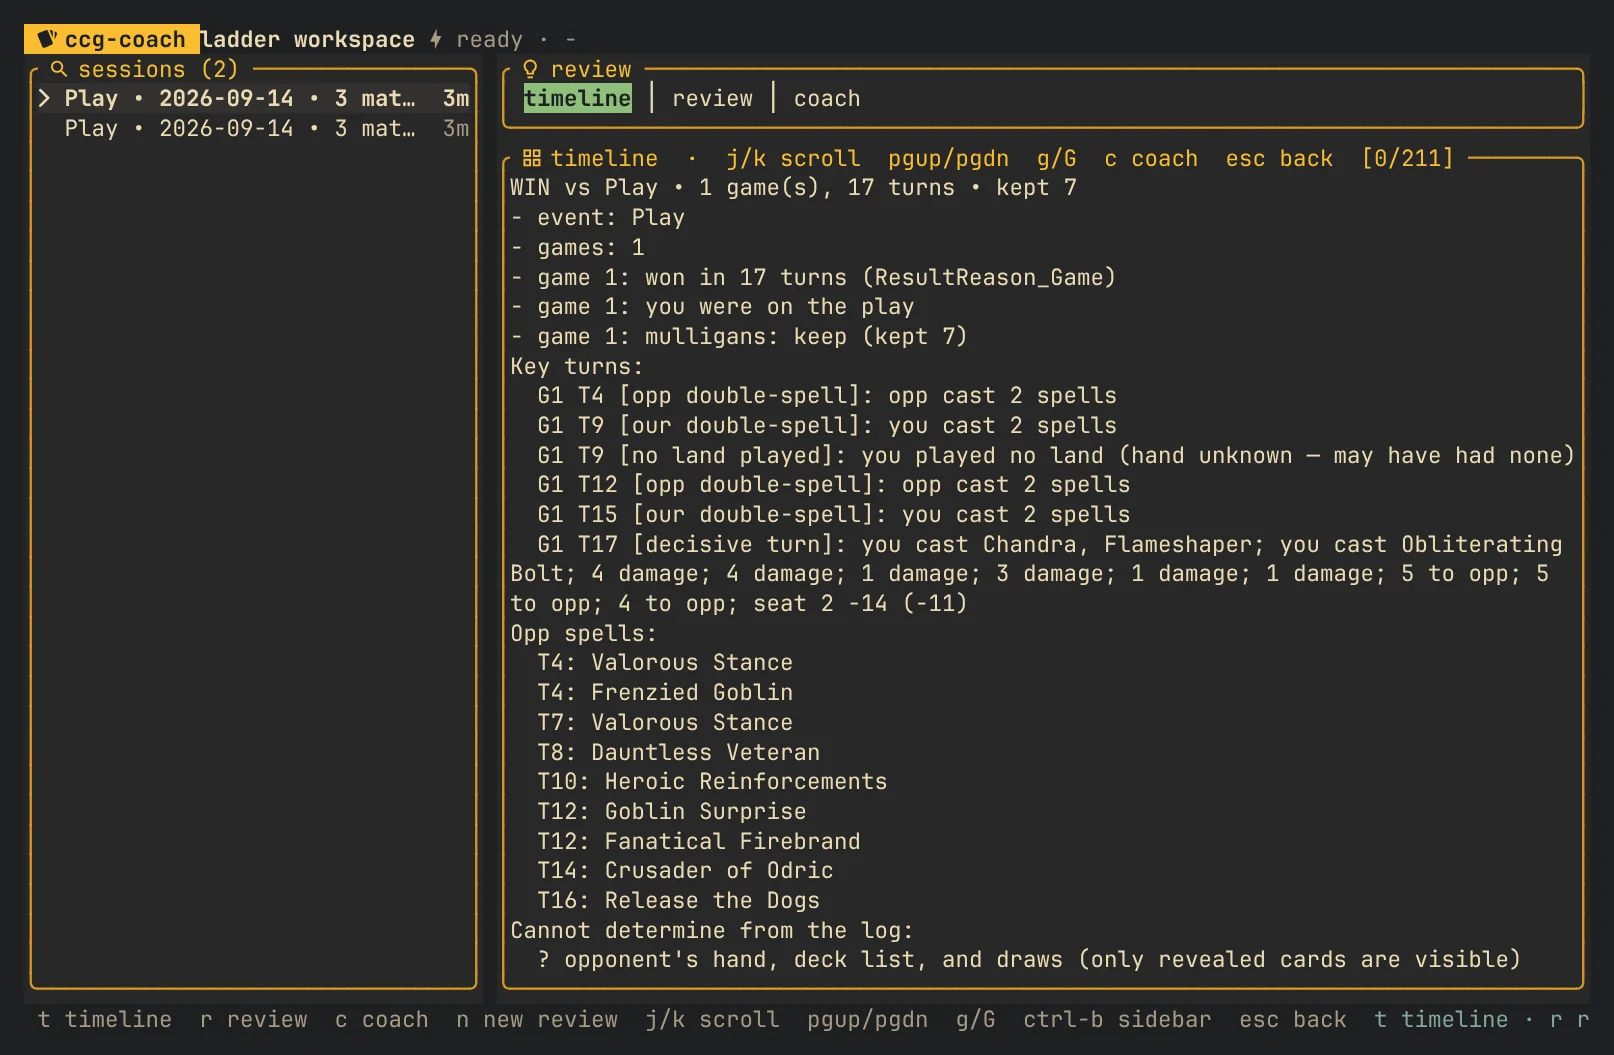 ccg-coach ladder workspace ready · -
sessions (2)
> Play • 2026-09-14 • 3 mat… 3m
Play • 2026-09-14 • 3 mat… 3m
review
timeline | review | coach
timeline · j/k scroll pgup/pgdn g/G c coach esc back [0/211]
WIN vs Play • 1 game(s), 17 turns • kept 7
- event: Play
- games: 1
- game 1: won in 17 turns (ResultReason_Game)
- game 1: you were on the play
- game 1: mulligans: keep (kept 7)
Key turns:
G1 T4 [opp double-spell]: opp cast 2 spells
G1 T9 [our double-spell]: you cast 2 spells
G1 T9 [no land played]: you played no land (hand unknown — may have had none)
G1 T12 [opp double-spell]: opp cast 2 spells
G1 T15 [our double-spell]: you cast 2 spells
G1 T17 [decisive turn]: you cast Chandra, Flameshaper; you cast Obliterating
Bolt; 4 damage; 4 damage; 1 damage; 3 damage; 1 damage; 1 damage; 5 to opp; 5
to opp; 4 to opp; seat 2 -14 (-11)
Opp spells:
T4: Valorous Stance
T4: Frenzied Goblin
T7: Valorous Stance
T8: Dauntless Veteran
T10: Heroic Reinforcements
T12: Goblin Surprise
T12: Fanatical Firebrand
T14: Crusader of Odric
T16: Release the Dogs
Cannot determine from the log:
? opponent's hand, deck list, and draws (only revealed cards are visible)
t timeline r review c coach n new review j/k scroll pgup/pgdn g/G ctrl-b sidebar esc back t timeline · r r